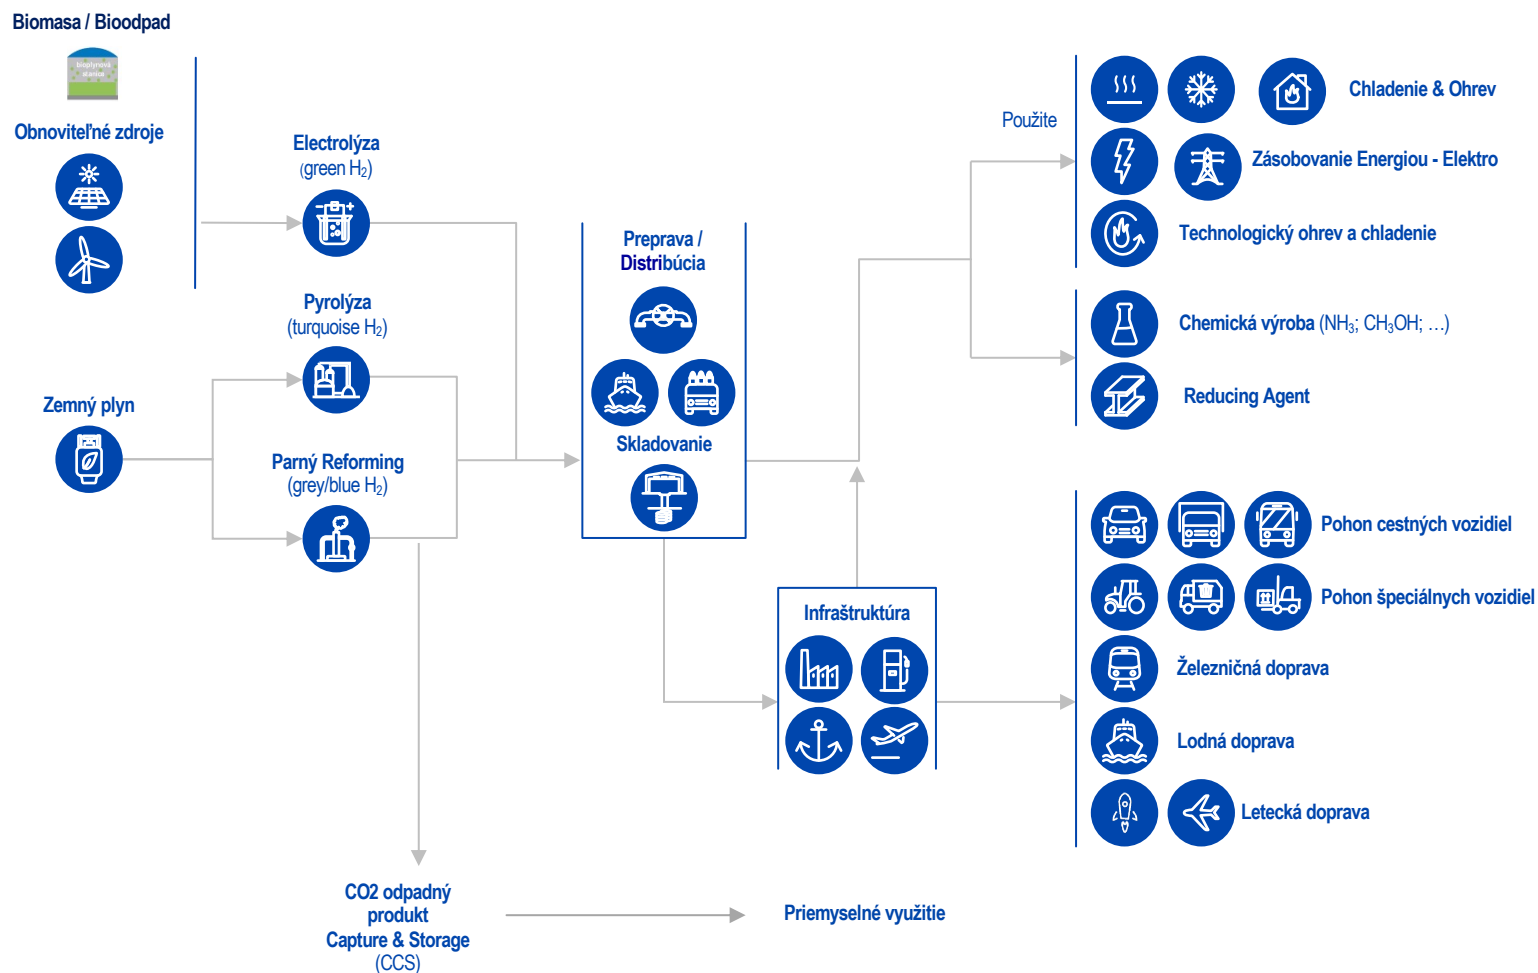 Biomasa / Bioodpad
bioplynová
stanica
Obnoviteľné zdroje
Electrolýza
(green H₂)
Pyrolýza
(turquoise H₂)
Zemný plyn
Parný Reforming
(grey/blue H₂)
CO2 odpadný
produkt
Capture & Storage
(CCS)
Priemyselné využitie
Preprava /
Distribúcia
Skladovanie
Infraštruktúra
Použite
Chladenie & Ohrev
Zásobovanie Energiou - Elektro
Technologický ohrev a chladenie
Chemická výroba (NH₃; CH₃OH; …)
Reducing Agent
Pohon cestných vozidiel
Pohon špeciálnych vozidiel
Železničná doprava
Lodná doprava
Letecká doprava